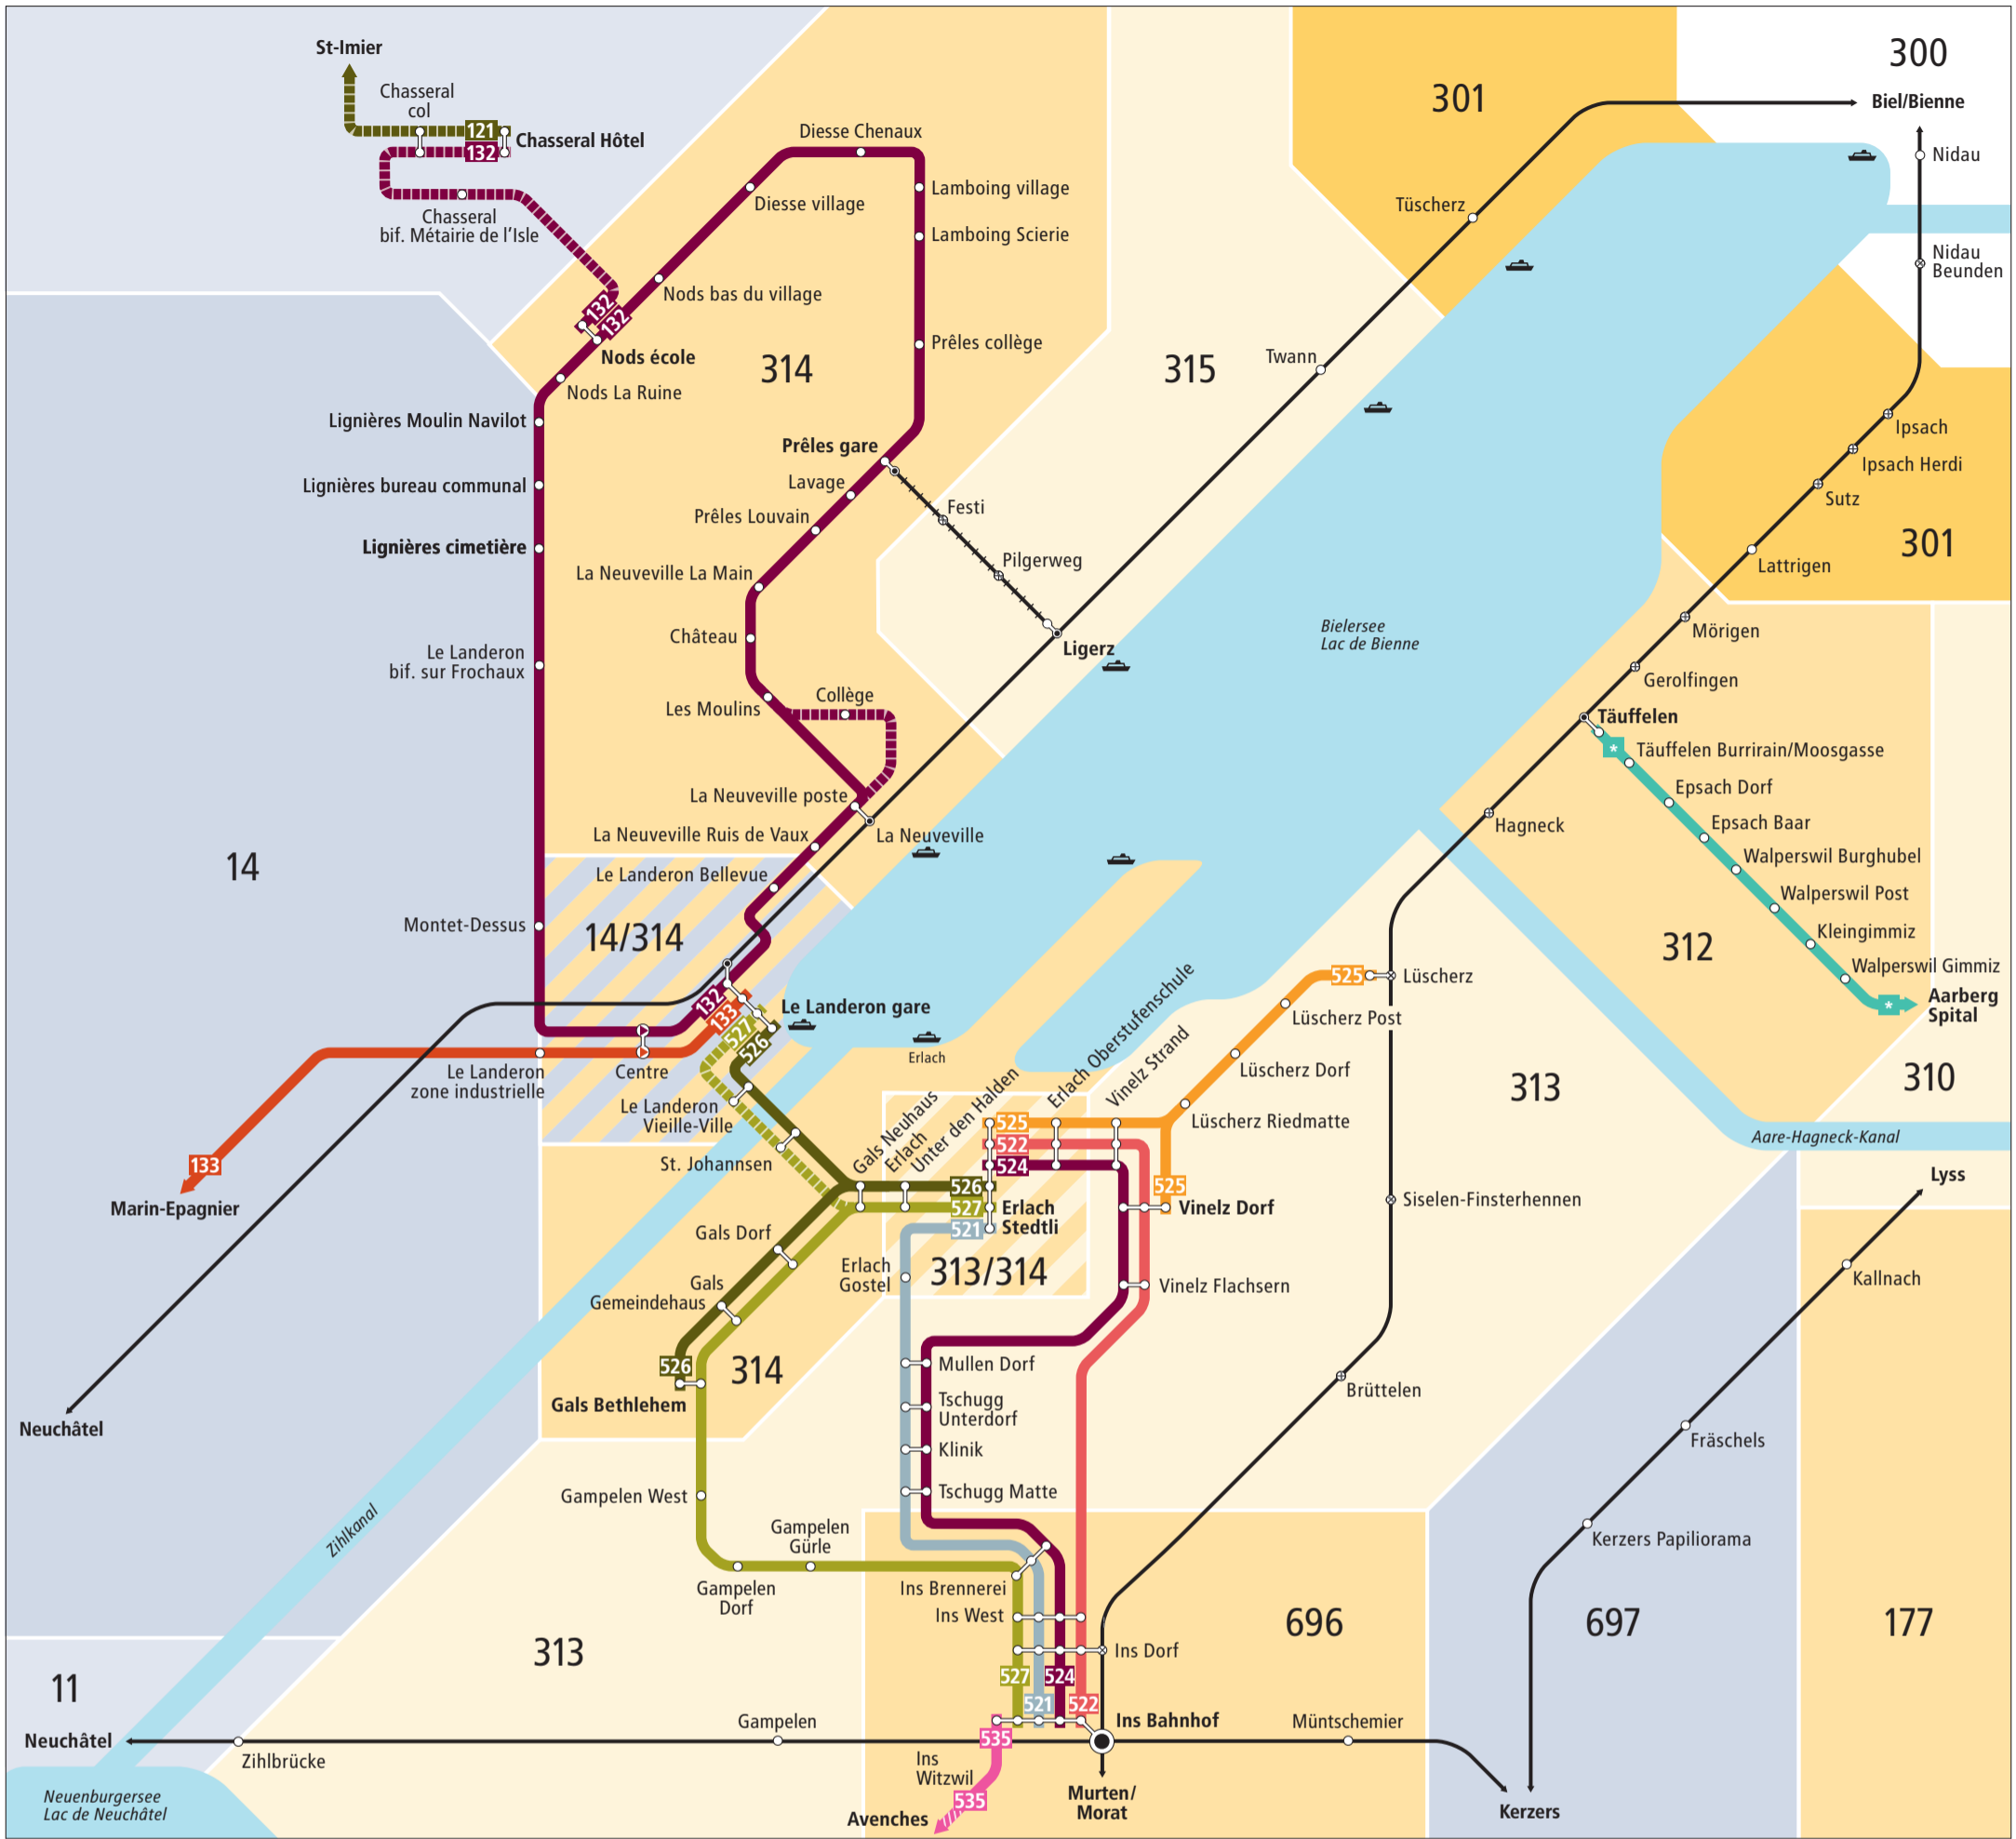 St-Imier
Chasseral
col
121
132
Chasseral Hôtel
Chasseral
bif. Métairie de l'Isle
Diesse Chenaux
Diesse village
Lamboing village
Lamboing Scierie
Nods bas du village
132
132
Nods école
Nods La Ruine
314
Prêles collège
315
301
300
Biel/Bienne
Nidau
Nidau
Beunden
Tüscherz
Twann
Lignières Moulin Navilot
Lignières bureau communal
Lignières cimetière
Prêles gare
Lavage
Prêles Louvain
Festi
Pilgerweg
Ligerz
La Neuveville La Main
Château
Les Moulins
Collège
Le Landeron
bif. sur Frochaux
La Neuveville poste
La Neuveville Ruis de Vaux
La Neuveville
Le Landeron Bellevue
14
14/314
Montet-Dessus
Bielersee
Lac de Bienne
Ipsach
Ipsach Herdi
Sutz
301
Lattrigen
Mörigen
Gerolfingen
Täuffelen
*
Täuffelen Burrirain/Moosgasse
Epsach Dorf
Epsach Baar
Walperswil Burghubel
Walperswil Post
Kleingimmiz
Walperswil Gimmiz
*
Aarberg
Spital
Hagneck
312
310
Aare-Hagneck-Kanal
132
133
527
526
Le Landeron gare
Erlach
Le Landeron
zone industrielle
Centre
Le Landeron
Vieille-Ville
St. Johannsen
133
Marin-Epagnier
Neuchâtel
Gals Neuhaus
Erlach
Unter den Halden
Erlach Oberstufenschule
Vinelz Strand
525
Lüscherz
Lüscherz Post
Lüscherz Dorf
Lüscherz Riedmatte
313
525
522
524
526
527
521
Erlach
Stedtli
525
Vinelz Dorf
313/314
Erlach
Gostel
Vinelz Flachsern
Siselen-Finsterhennen
Lyss
Kallnach
Gals Dorf
Gals
Gemeindehaus
526
314
Gals Bethlehem
Mullen Dorf
Tschugg
Unterdorf
Klinik
Tschugg Matte
Brüttelen
Fräschels
Kerzers Papiliorama
Gampelen West
Gampelen
Gürle
Gampelen
Dorf
Zihlkanal
Ins Brennerei
Ins West
Ins Dorf
696
697
177
313
11
527
524
521
522
Neuchâtel
Zihlbrücke
Gampelen
535
Ins Bahnhof
Müntschemier
Ins
Witzwil
535
Avenches
Murten/
Morat
Kerzers
Neuenburgersee
Lac de Neuchâtel